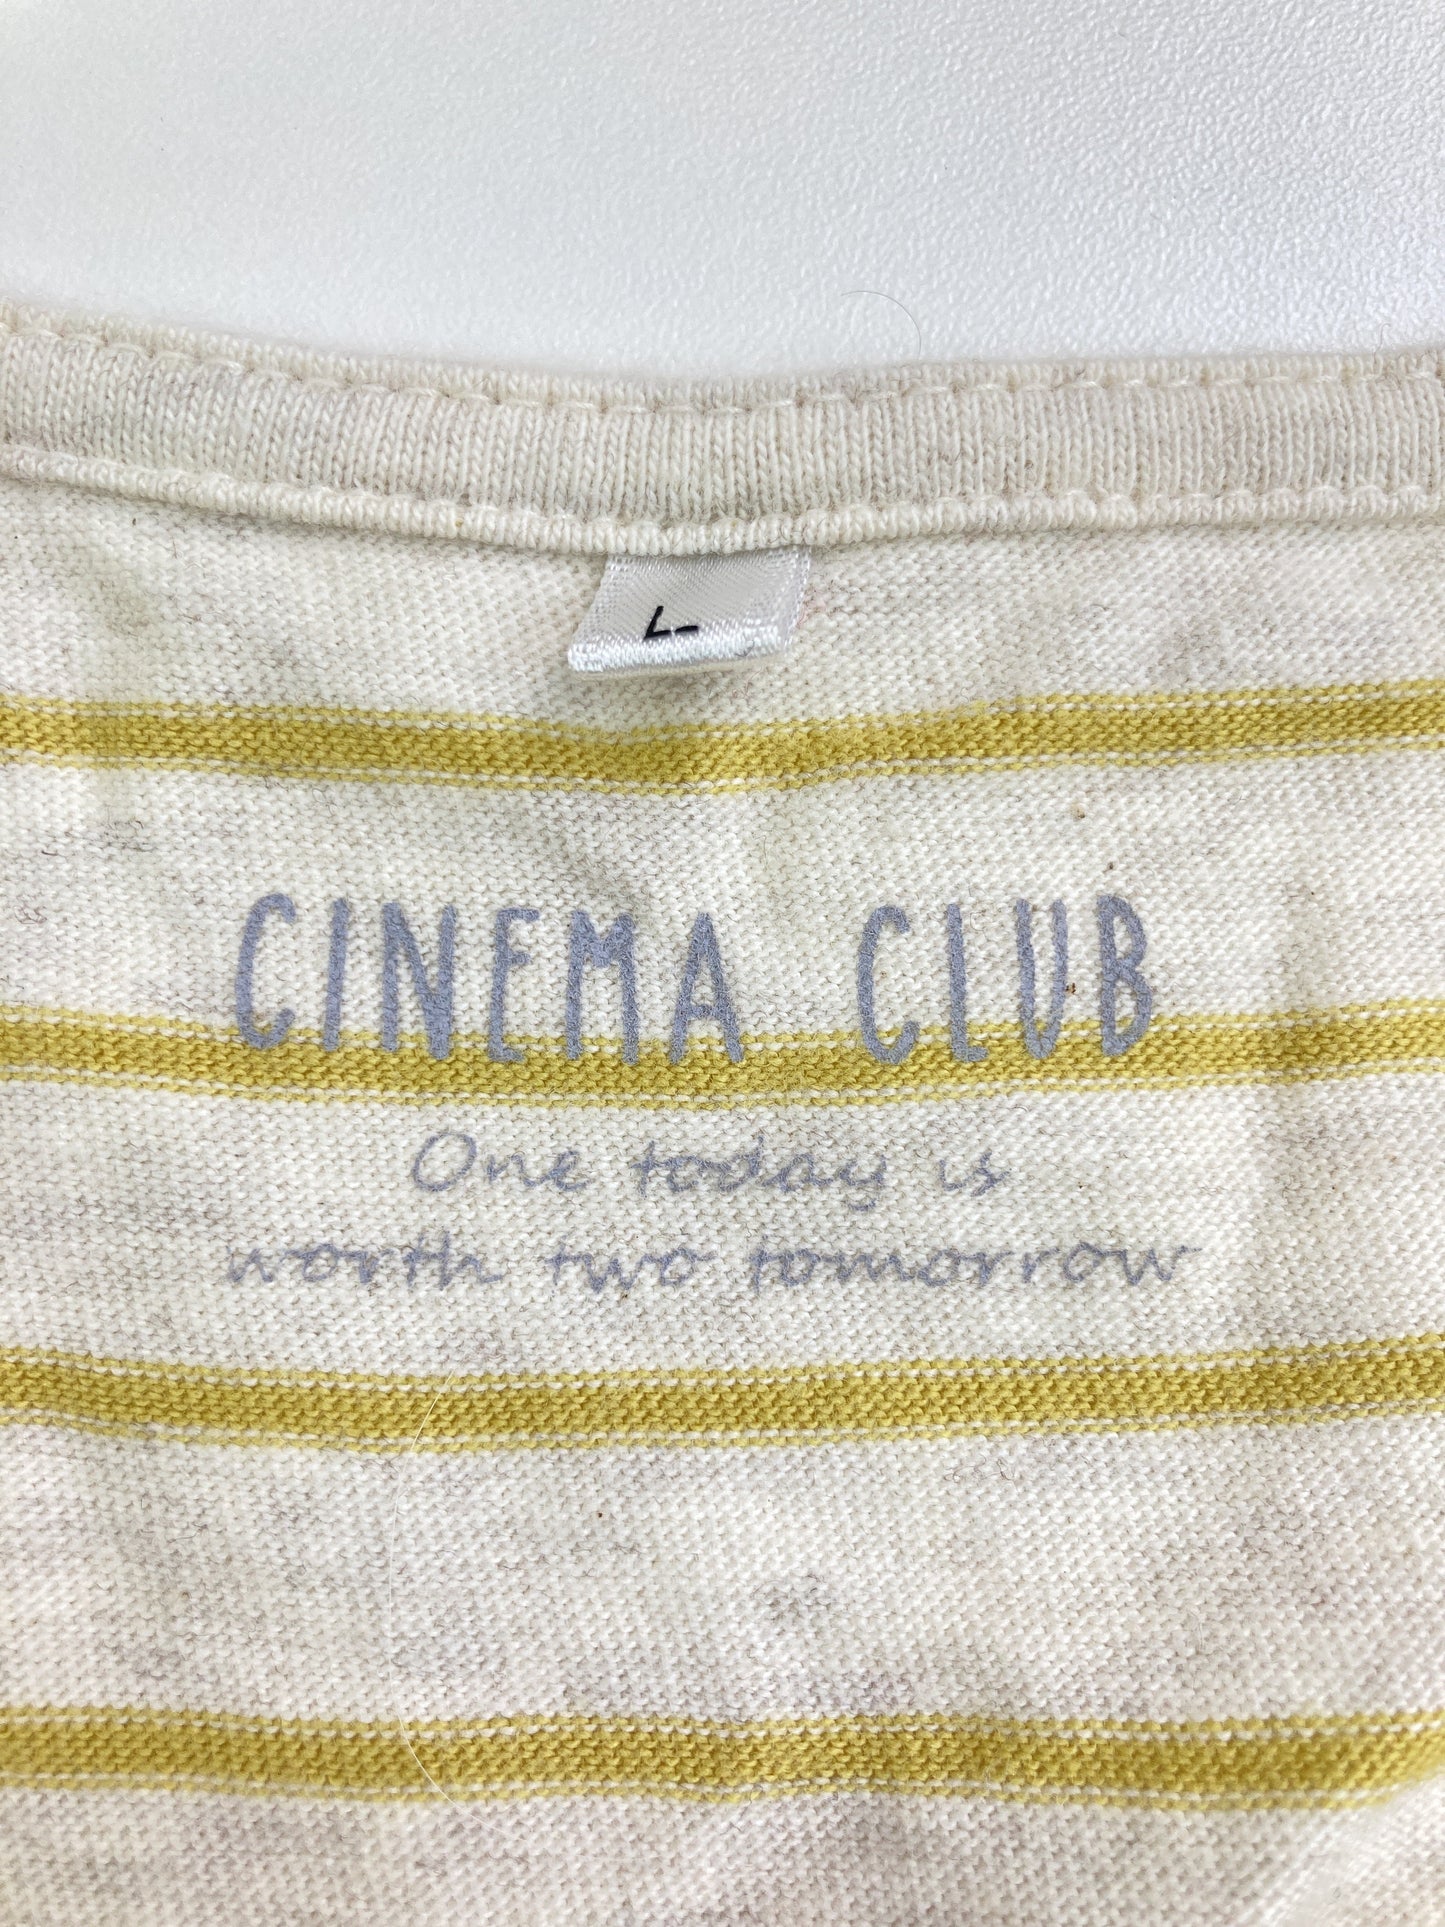 L
CINEMA CLUB
One today is
worth two tomorrow